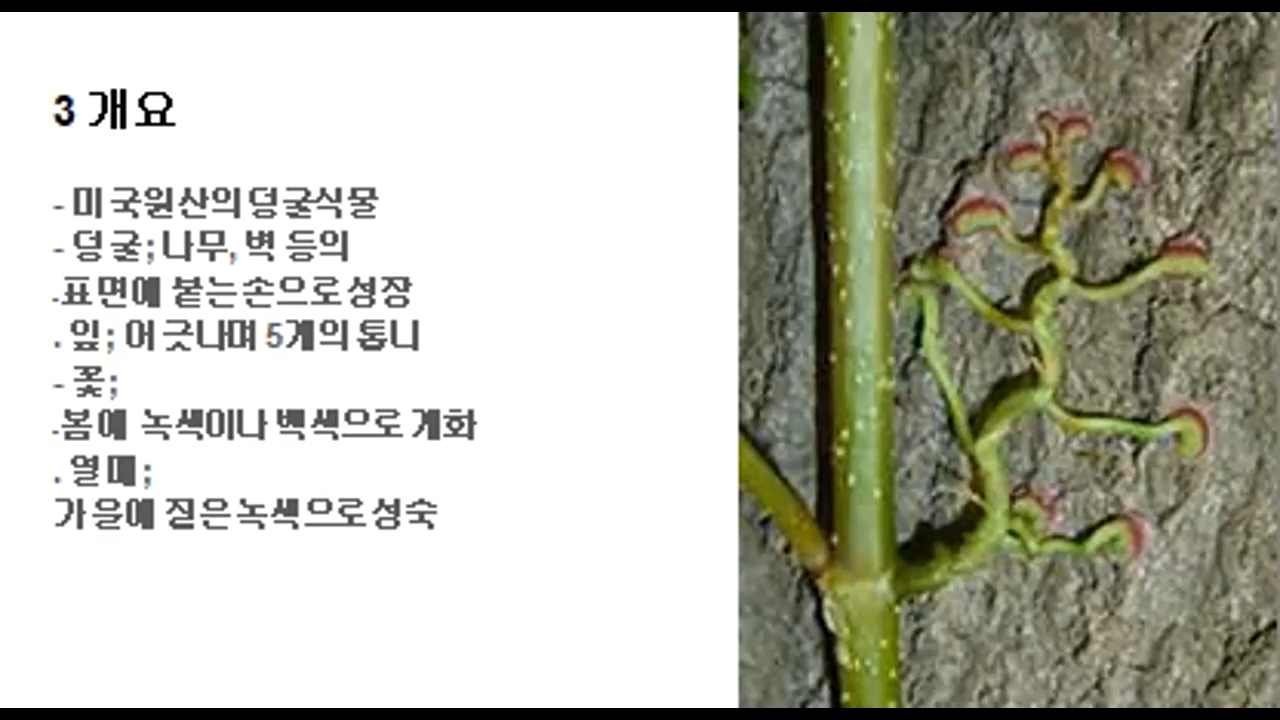 3 개요
- 미국원산의 덩굴식물
- 덩굴; 나무, 벽 등의
.표면에 붙는손으로성장
. 잎; 어긋나며 5개의 톱니
- 꽃;
.봄에 녹색이나 백색으로 개화
. 열매;
가을에 짙은녹색으로성숙